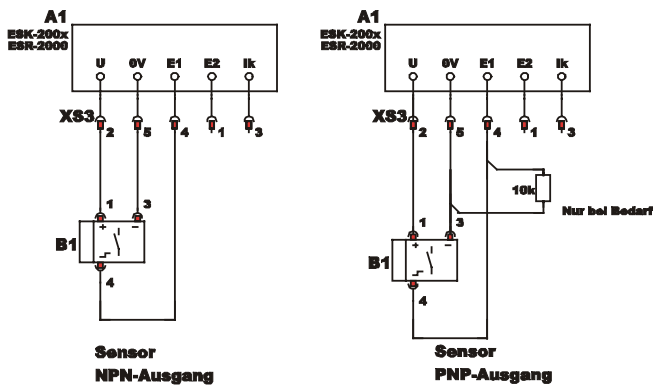 A1
ESK-200x
ESR-2000
U 0V E1 E2 Ik
XS3
2 5 4 1 3
1 3
B1
+ −
4
Sensor
NPN-Ausgang
A1
ESK-200x
ESR-2000
U 0V E1 E2 Ik
XS3
2 5 4 1 3
10k
Nur bei Bedarf
1 3
B1
+ −
4
Sensor
PNP-Ausgang